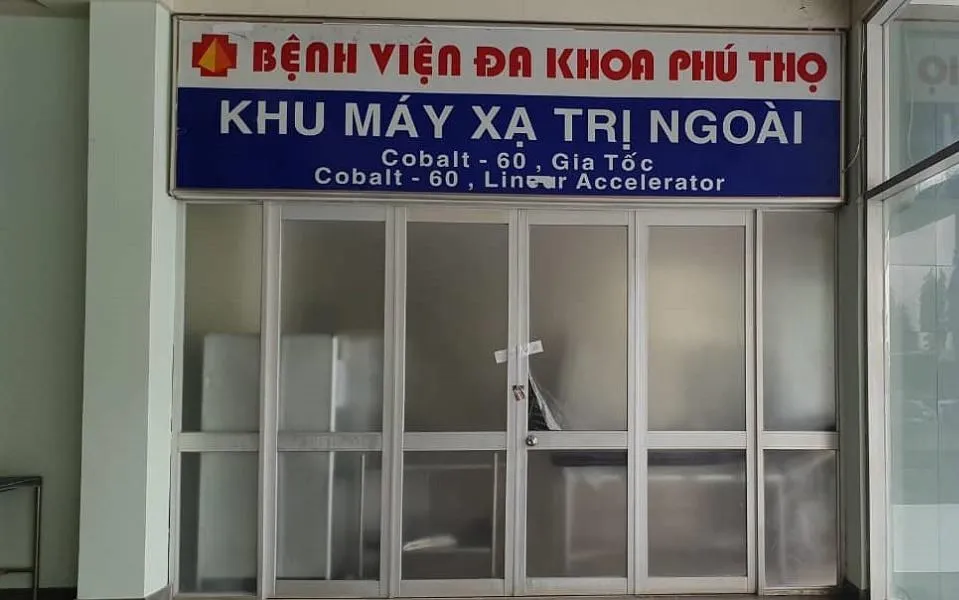 BỆNH VIỆN ĐA KHOA PHÚ THỌ
KHU MÁY XẠ TRỊ NGOÀI
Cobalt - 60 , Gia Tốc
Cobalt - 60 , Linear Accelerator